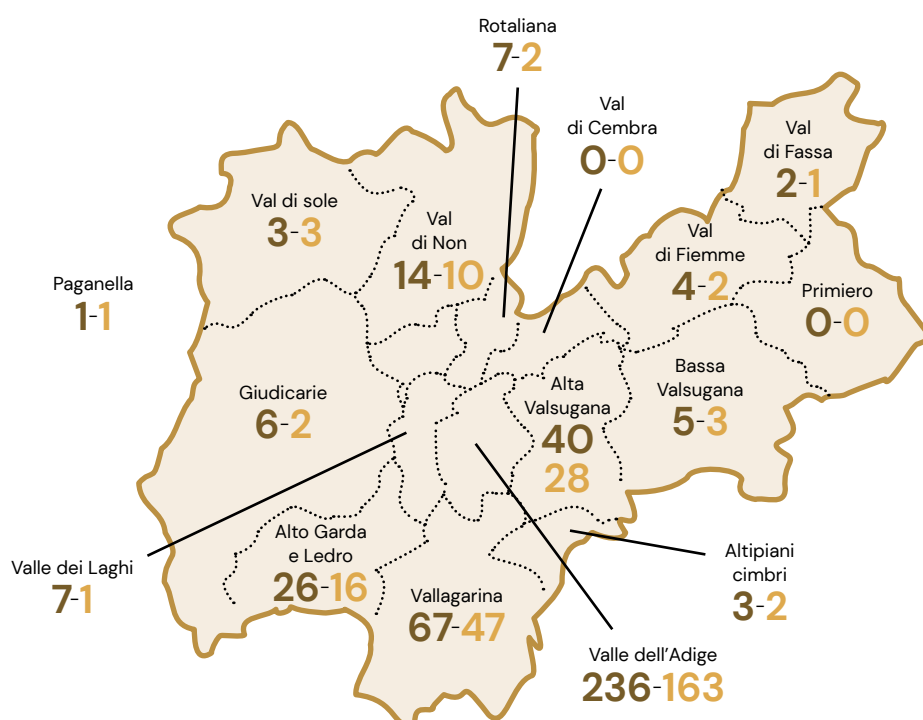 Rotaliana
7-2
Val
di Cembra
0-0
Val
di Fassa
2-1
Val di sole
3-3
Val
di Non
14-10
Val
di Fiemme
4-2
Paganella
1-1
Primiero
0-0
Giudicarie
6-2
Alta
Valsugana
40
28
Bassa
Valsugana
5-3
Valle dei Laghi
7-1
Alto Garda
e Ledro
26-16
Vallagarina
67-47
Altipiani
cimbri
3-2
Valle dell'Adige
236-163